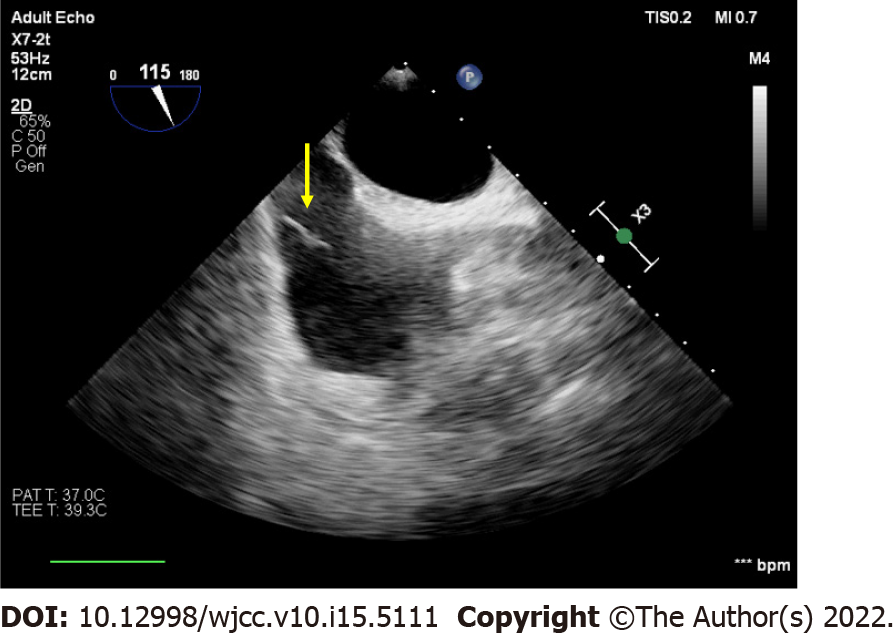 Adult Echo
TIS0.2 MI 0.7
X7-2t
53Hz
12cm
M4
0 115 180
P
2D
65%
C 50
P Off
Gen
X3
PAT T: 37.0C
TEE T: 39.3C
*** bpm
DOI: 10.12998/wjcc.v10.i15.5111 Copyright ©The Author(s) 2022.